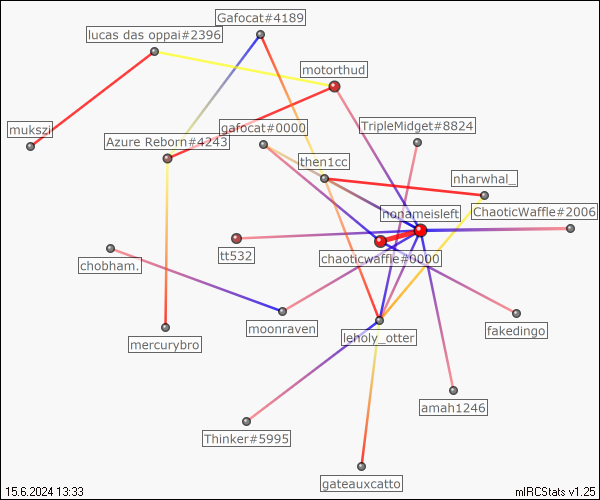 Gafocat#4189
lucas das oppai#2396
motorthud
gafocat#0000
TripleMidget#8824
mukszi
Azure Reborn#4243
then1cc
nharwhal_
nonameisleft
ChaoticWaffle#2006
tt532
chaoticwaffle#0000
chobham.
moonraven
fakedingo
leholy_otter
mercurybro
amah1246
Thinker#5995
gateauxcatto
15.6.2024 13:33
mIRCStats v1.25